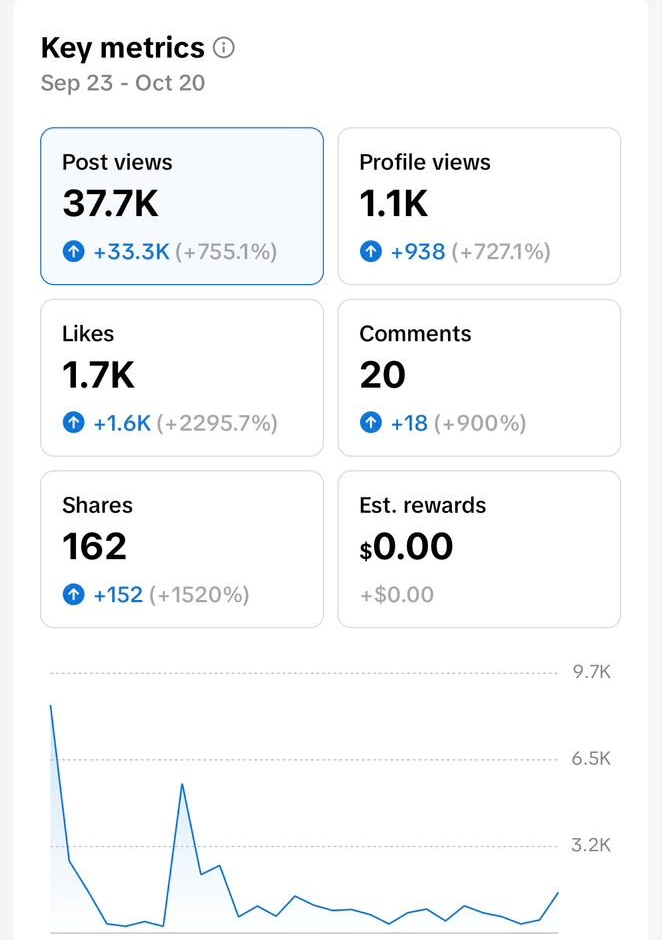 Key metrics
Sep 23 - Oct 20
Post views
37.7K
+33.3K (+755.1%)
Profile views
1.1K
+938 (+727.1%)
Likes
1.7K
+1.6K (+2295.7%)
Comments
20
+18 (+900%)
Shares
162
+152 (+1520%)
Est. rewards
$0.00
+$0.00
9.7K
6.5K
3.2K